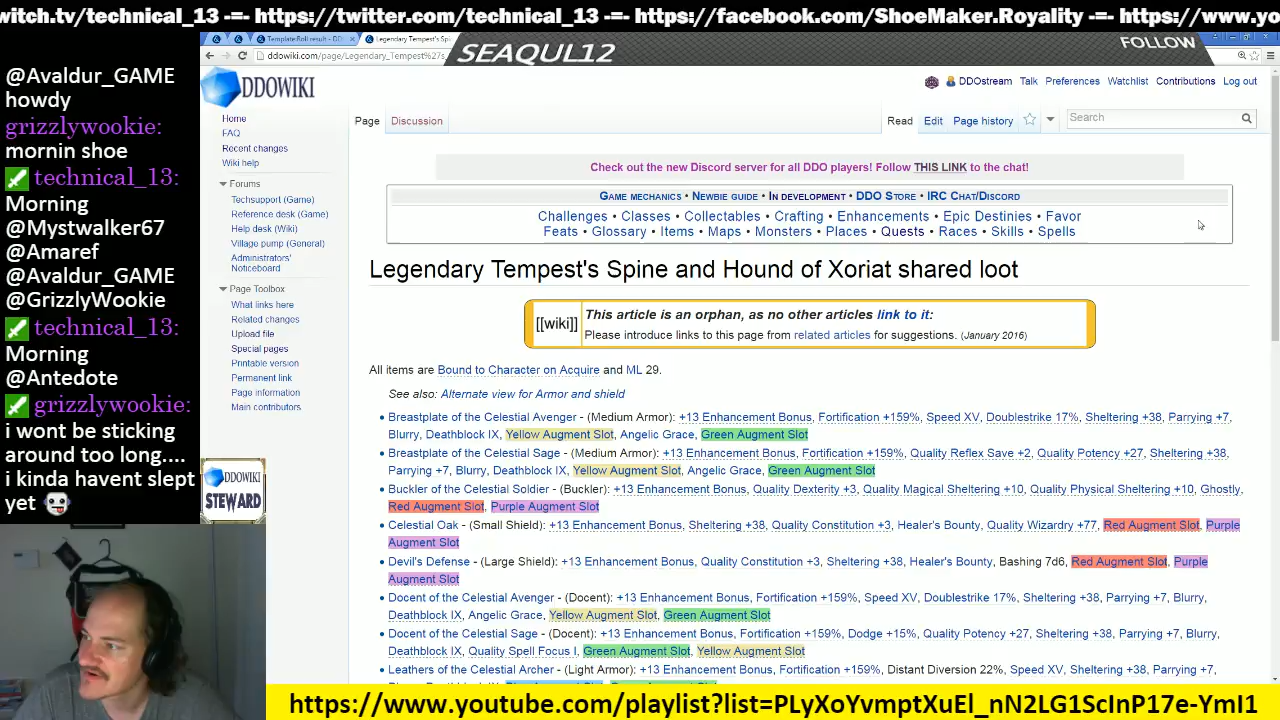 witch.tv/technical_13 -=- https://twitter.com/technical_13 -=- https://facebook.com/ShoeMaker.Royality -=- https://www.yo
@Avaldur_GAME
howdy
grizzlywookie:
mornin shoe
technical_13:
Morning
@Mystwalker67
@Amaref
@Avaldur_GAME
@GrizzlyWookie
technical_13:
Morning
@Antedote
grizzlywookie:
i wont be sticking
around too long....
i kinda havent slept
yet
Template:Roll result - DD
Legendary Tempest's Spi
SEAQUL12
FOLLOW
ddowiki.com/page/Legendary_Tempest%27s_
DDOWIKI
DDOstream Talk Preferences Watchlist Contributions Log out
Home
FAQ
Recent changes
Wiki help
Forums
Techsupport (Game)
Reference desk (Game)
Help desk (Wiki)
Village pump (General)
Administrators'
Noticeboard
Page Toolbox
What links here
Related changes
Upload file
Special pages
Printable version
Permanent link
Page information
Main contributors
DDOWIKI
STEWARD
Page Discussion Read Edit Page history Search
Check out the new Discord server for all DDO players! Follow THIS LINK to the chat!
Game mechanics • Newbie guide • In development • DDO Store • IRC Chat/Discord
Challenges • Classes • Collectables • Crafting • Enhancements • Epic Destinies • Favor
Feats • Glossary • Items • Maps • Monsters • Places • Quests • Races • Skills • Spells
Legendary Tempest's Spine and Hound of Xoriat shared loot
[[wiki]]
This article is an orphan, as no other articles link to it:
Please introduce links to this page from related articles for suggestions. (January 2016)
All items are Bound to Character on Acquire and ML 29.
See also: Alternate view for Armor and shield
• Breastplate of the Celestial Avenger - (Medium Armor): +13 Enhancement Bonus, Fortification +159%, Speed XV, Doublestrike 17%, Sheltering +38, Parrying +7,
Blurry, Deathblock IX, Yellow Augment Slot, Angelic Grace, Green Augment Slot
• Breastplate of the Celestial Sage - (Medium Armor): +13 Enhancement Bonus, Fortification +159%, Quality Reflex Save +2, Quality Potency +27, Sheltering +38,
Parrying +7, Blurry, Deathblock IX, Yellow Augment Slot, Angelic Grace, Green Augment Slot
• Buckler of the Celestial Soldier - (Buckler): +13 Enhancement Bonus, Quality Dexterity +3, Quality Magical Sheltering +10, Quality Physical Sheltering +10, Ghostly,
Red Augment Slot, Purple Augment Slot
• Celestial Oak - (Small Shield): +13 Enhancement Bonus, Sheltering +38, Quality Constitution +3, Healer's Bounty, Quality Wizardry +77, Red Augment Slot, Purple
Augment Slot
• Devil's Defense - (Large Shield): +13 Enhancement Bonus, Quality Constitution +3, Sheltering +38, Healer's Bounty, Bashing 7d6, Red Augment Slot, Purple
Augment Slot
• Docent of the Celestial Avenger - (Docent): +13 Enhancement Bonus, Fortification +159%, Speed XV, Doublestrike 17%, Sheltering +38, Parrying +7, Blurry,
Deathblock IX, Angelic Grace, Yellow Augment Slot, Green Augment Slot
• Docent of the Celestial Sage - (Docent): +13 Enhancement Bonus, Fortification +159%, Dodge +15%, Quality Potency +27, Sheltering +38, Parrying +7, Blurry,
Deathblock IX, Quality Spell Focus I, Green Augment Slot, Yellow Augment Slot
• Leathers of the Celestial Archer - (Light Armor): +13 Enhancement Bonus, Fortification +159%, Distant Diversion 22%, Speed XV, Sheltering +38, Parrying +7,
https://www.youtube.com/playlist?list=PLyXoYvmptXuEl_nN2LG1ScInP17e-YmI1